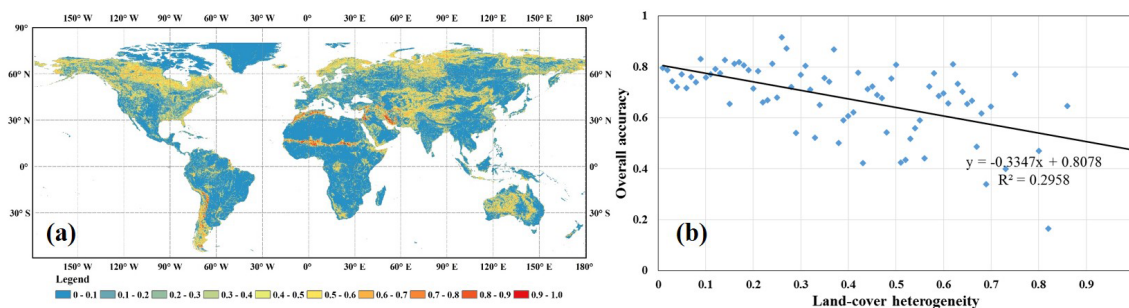 150° W 120° W 90° W 60° W 30° W 0° 30° E 60° E 90° E 120° E 150° E 180°
90°
60° N
30° N
0°
30° S
60° N
30° N
0°
30° S
(a)
150° W 120° W 90° W 60° W 30° W 0° 30° E 60° E 90° E 120° E 150° E 180°
Legend
0 - 0.1 0.1 - 0.2 0.2 - 0.3 0.3 - 0.4 0.4 - 0.5 0.5 - 0.6 0.6 - 0.7 0.7 - 0.8 0.8 - 0.9 0.9 - 1.0
Overall accuracy
1
0.8
0.6
0.4
0.2
0
y = -0.3347x + 0.8078
R² = 0.2958
(b)
0 0.1 0.2 0.3 0.4 0.5 0.6 0.7 0.8 0.9
Land-cover heterogeneity